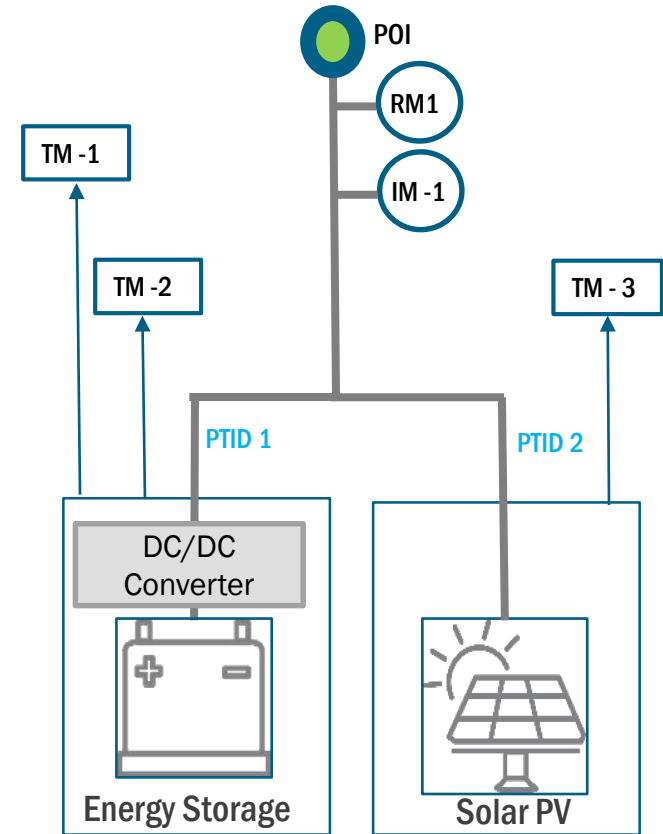 POI
RM1
IM -1
TM -1
TM -2
TM - 3
PTID 1
PTID 2
DC/DC
Converter
Energy Storage
Solar PV